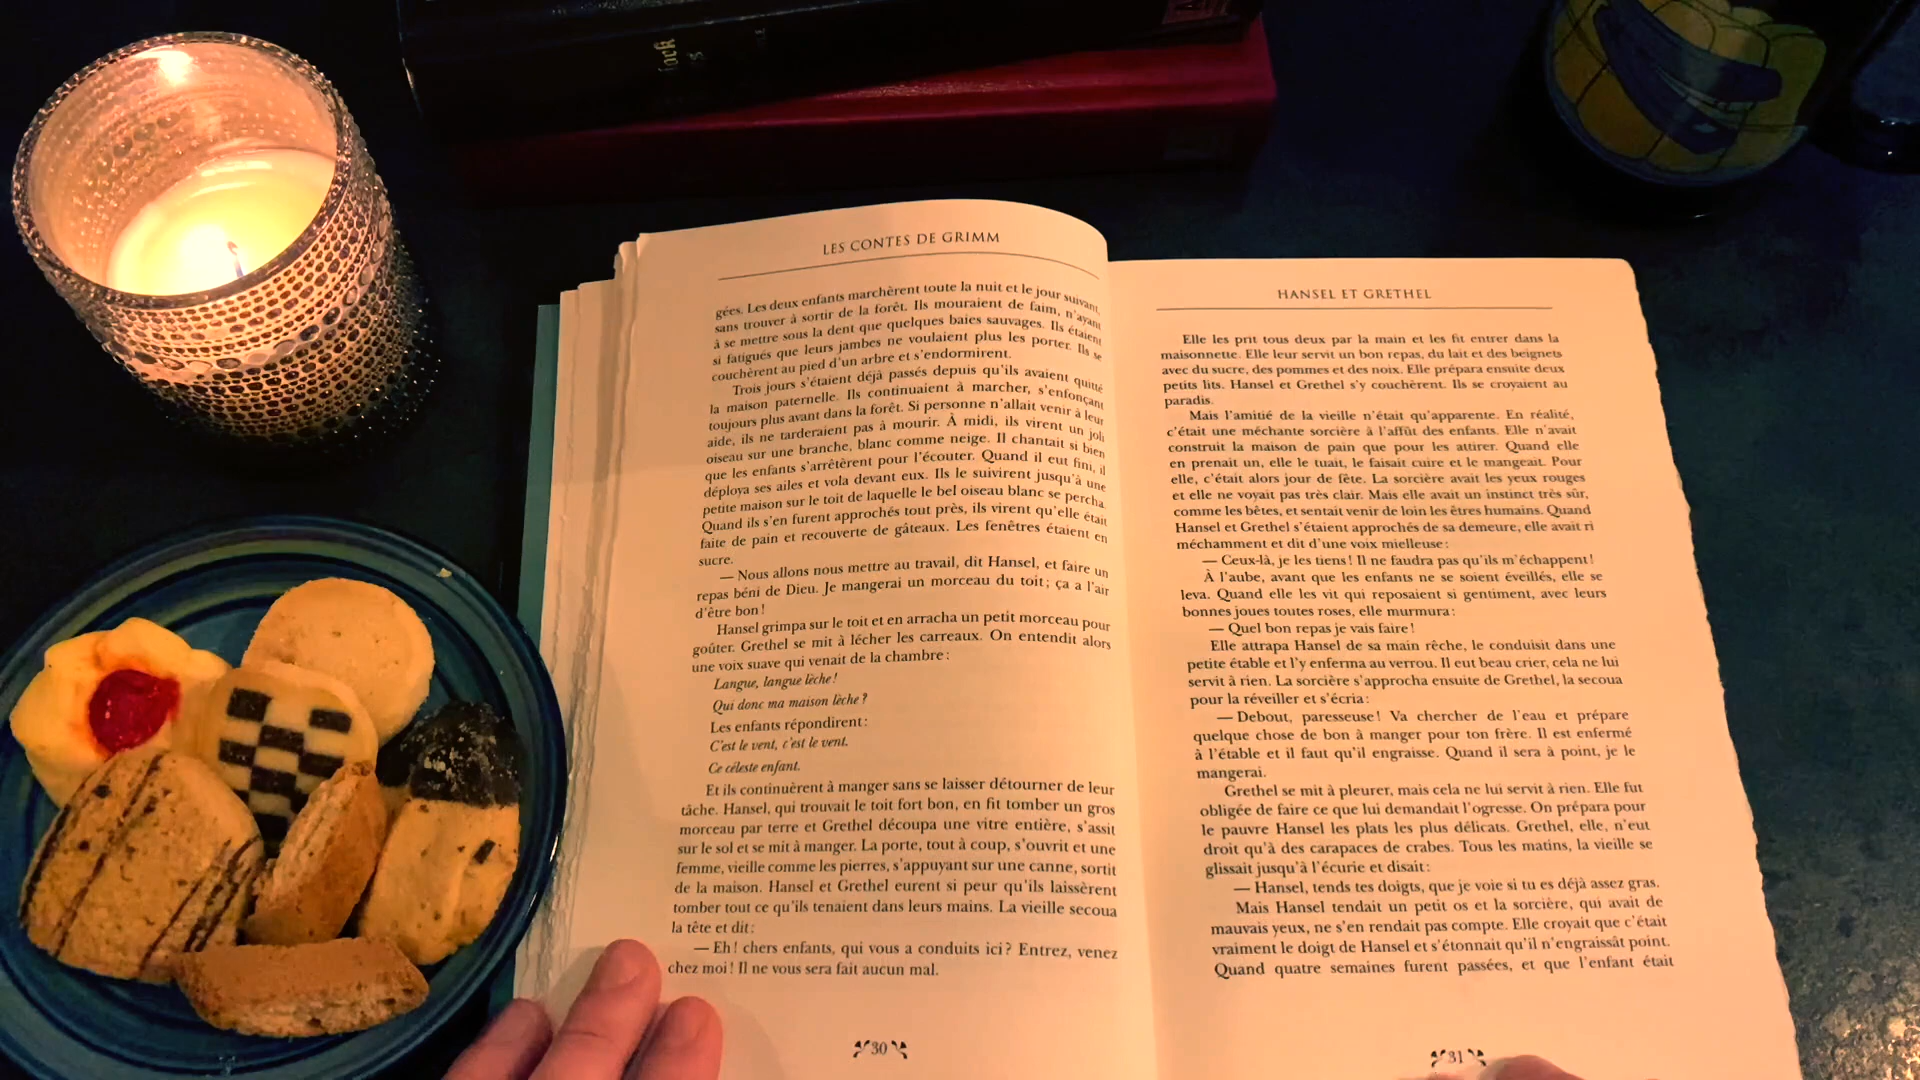 ock
LES CONTES DE GRIMM
gées. Les deux enfants marchèrent toute la nuit et le jour suivant,
sans trouver à sortir de la forêt. Ils mouraient de faim, n'ayant
à se mettre sous la dent que quelques baies sauvages. Ils étaient
si fatigués que leurs jambes ne voulaient plus les porter. Ils se
couchèrent au pied d'un arbre et s'endormirent.
Trois jours s'étaient déjà passés depuis qu'ils avaient quitté
la maison paternelle. Ils continuaient à marcher, s'enfonçant
toujours plus avant dans la forêt. Si personne n'allait venir à leur
aide, ils ne tarderaient pas à mourir. À midi, ils virent un joli
oiseau sur une branche, blanc comme neige. Il chantait si bien
que les enfants s'arrêtèrent pour l'écouter. Quand il eut fini, il
déploya ses ailes et vola devant eux. Ils le suivirent jusqu'à une
petite maison sur le toit de laquelle le bel oiseau blanc se percha.
Quand ils s'en furent approchés tout près, ils virent qu'elle était
faite de pain et recouverte de gâteaux. Les fenêtres étaient en
sucre.
— Nous allons nous mettre au travail, dit Hansel, et faire un
repas béni de Dieu. Je mangerai un morceau du toit; ça a l'air
d'être bon!
Hansel grimpa sur le toit et en arracha un petit morceau pour
goûter. Grethel se mit à lécher les carreaux. On entendit alors
une voix suave qui venait de la chambre:
Langue, langue lèche!
Qui donc ma maison lèche?
Les enfants répondirent:
C'est le vent, c'est le vent.
Ce céleste enfant.
Et ils continuèrent à manger sans se laisser détourner de leur
tâche. Hansel, qui trouvait le toit fort bon, en fit tomber un gros
morceau par terre et Grethel découpa une vitre entière, s'assit
sur le sol et se mit à manger. La porte, tout à coup, s'ouvrit et une
femme, vieille comme les pierres, s'appuyant sur une canne, sortit
de la maison. Hansel et Grethel eurent si peur qu'ils laissèrent
tomber tout ce qu'ils tenaient dans leurs mains. La vieille secoua
la tête et dit:
— Eh! chers enfants, qui vous a conduits ici? Entrez, venez
chez moi! Il ne vous sera fait aucun mal.
30
HANSEL ET GRETHEL
Elle les prit tous deux par la main et les fit entrer dans la
maisonnette. Elle leur servit un bon repas, du lait et des beignets
avec du sucre, des pommes et des noix. Elle prépara ensuite deux
petits lits. Hansel et Grethel s'y couchèrent. Ils se croyaient au
paradis.
Mais l'amitié de la vieille n'était qu'apparente. En réalité,
c'était une méchante sorcière à l'affût des enfants. Elle n'avait
construit la maison de pain que pour les attirer. Quand elle
en prenait un, elle le tuait, le faisait cuire et le mangeait. Pour
elle, c'était alors jour de fête. La sorcière avait les yeux rouges
et elle ne voyait pas très clair. Mais elle avait un instinct très sûr,
comme les bêtes, et sentait venir de loin les êtres humains. Quand
Hansel et Grethel s'étaient approchés de sa demeure, elle avait ri
méchamment et dit d'une voix mielleuse:
— Ceux-là, je les tiens! Il ne faudra pas qu'ils m'échappent!
À l'aube, avant que les enfants ne se soient éveillés, elle se
leva. Quand elle les vit qui reposaient si gentiment, avec leurs
bonnes joues toutes roses, elle murmura:
— Quel bon repas je vais faire!
Elle attrapa Hansel de sa main rêche, le conduisit dans une
petite étable et l'y enferma au verrou. Il eut beau crier, cela ne lui
servit à rien. La sorcière s'approcha ensuite de Grethel, la secoua
pour la réveiller et s'écria:
— Debout, paresseuse! Va chercher de l'eau et prépare
quelque chose de bon à manger pour ton frère. Il est enfermé
à l'étable et il faut qu'il engraisse. Quand il sera à point, je le
mangerai.
Grethel se mit à pleurer, mais cela ne lui servit à rien. Elle fut
obligée de faire ce que lui demandait l'ogresse. On prépara pour
le pauvre Hansel les plats les plus délicats. Grethel, elle, n'eut
droit qu'à des carapaces de crabes. Tous les matins, la vieille se
glissait jusqu'à l'écurie et disait:
— Hansel, tends tes doigts, que je voie si tu es déjà assez gras.
Mais Hansel tendait un petit os et la sorcière, qui avait de
mauvais yeux, ne s'en rendait pas compte. Elle croyait que c'était
vraiment le doigt de Hansel et s'étonnait qu'il n'engraissât point.
Quand quatre semaines furent passées, et que l'enfant était
31